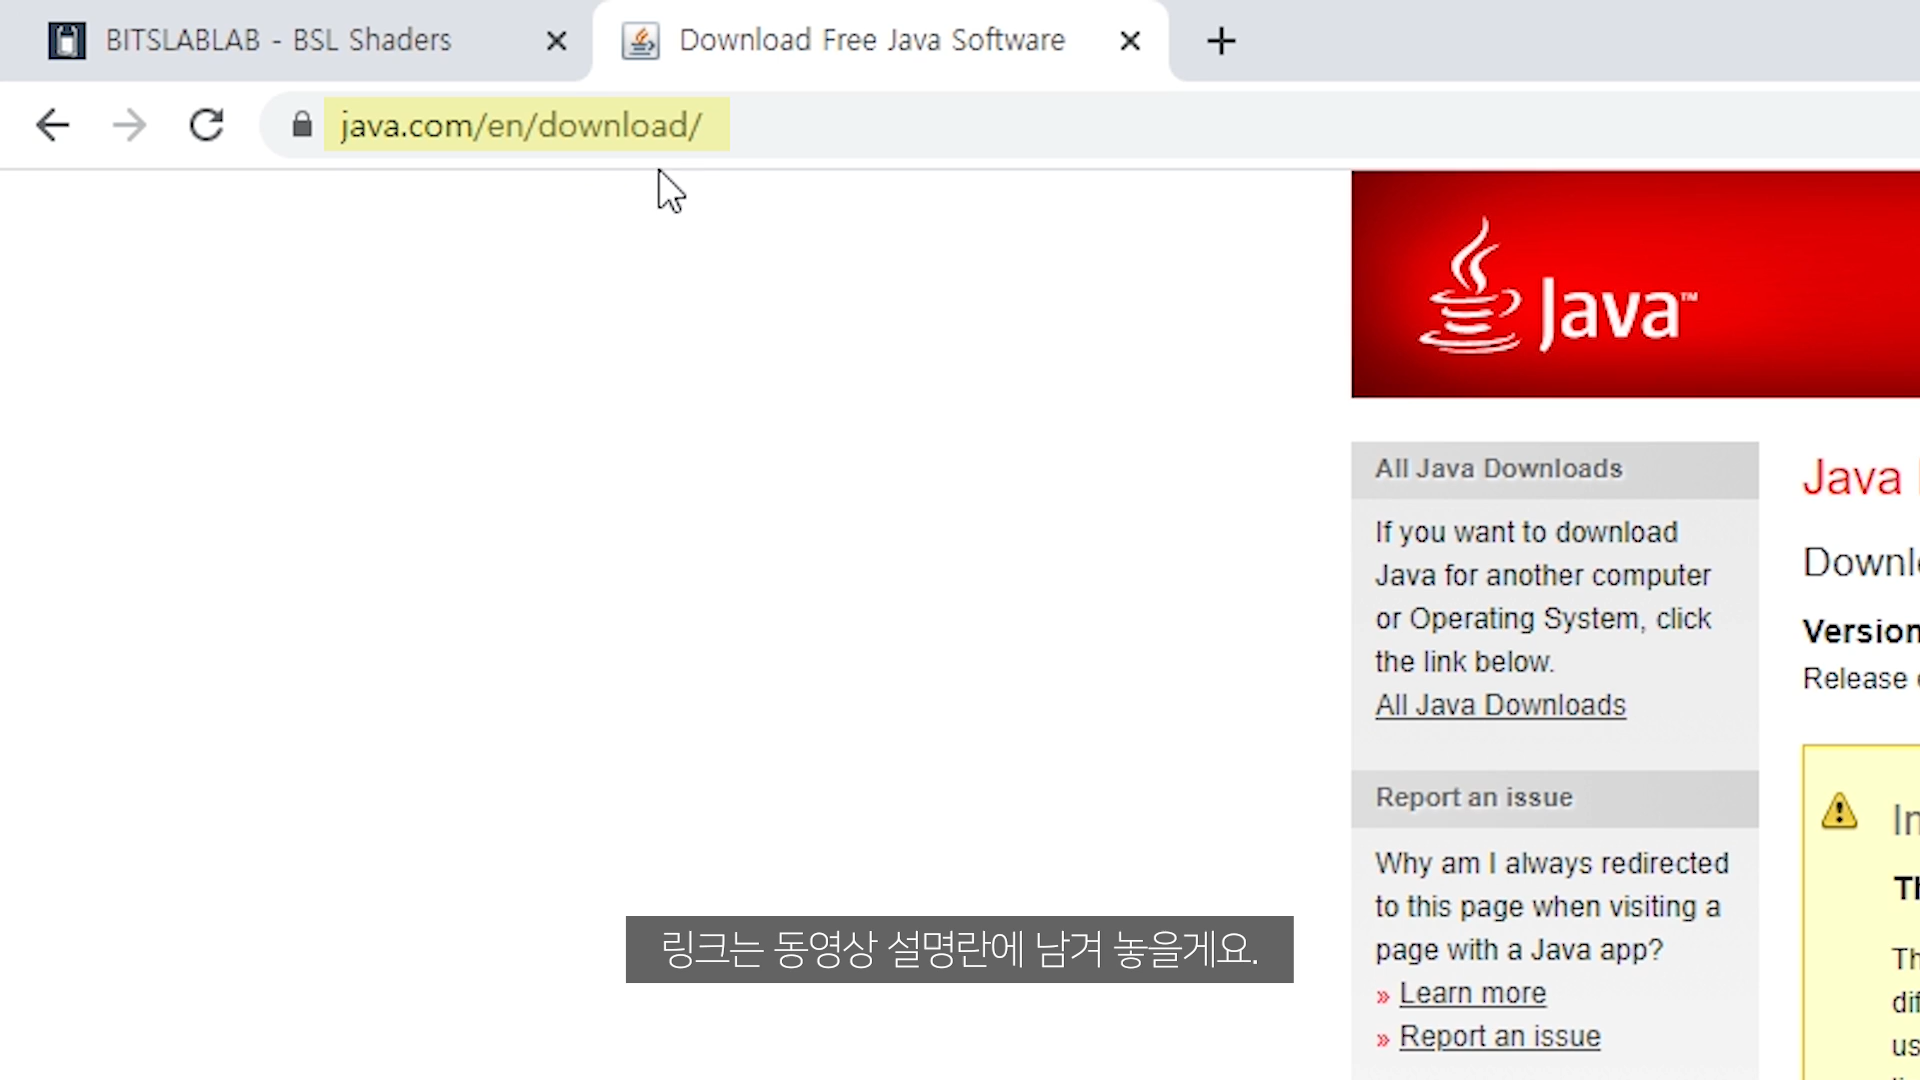 BITSLABLAB - BSL Shaders
Download Free Java Software
java.com/en/download/
Java™
All Java Downloads
If you want to download
Java for another computer
or Operating System, click
the link below.
All Java Downloads
Report an issue
Why am I always redirected
to this page when visiting a
page with a Java app?
» Learn more
» Report an issue
Java
Version
Release
링크는 동영상 설명란에 남겨 놓을게요.